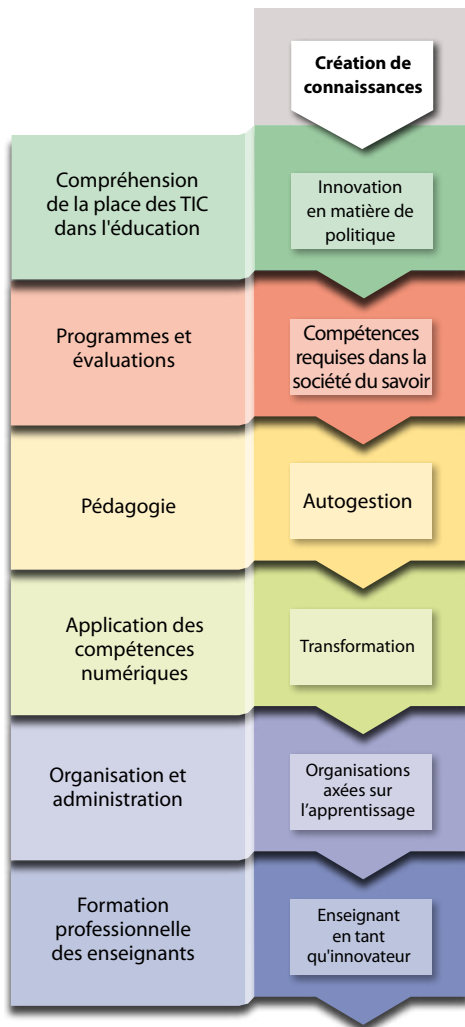 Création de
connaissances
Compréhension
de la place des TIC
dans l'éducation
Innovation
en matière de
politique
Programmes et
évaluations
Compétences
requises dans la
société du savoir
Pédagogie
Autogestion
Application des
compétences
numériques
Transformation
Organisation et
administration
Organisations
axées sur
l’apprentissage
Formation
professionnelle
des enseignants
Enseignant
en tant
qu'innovateur